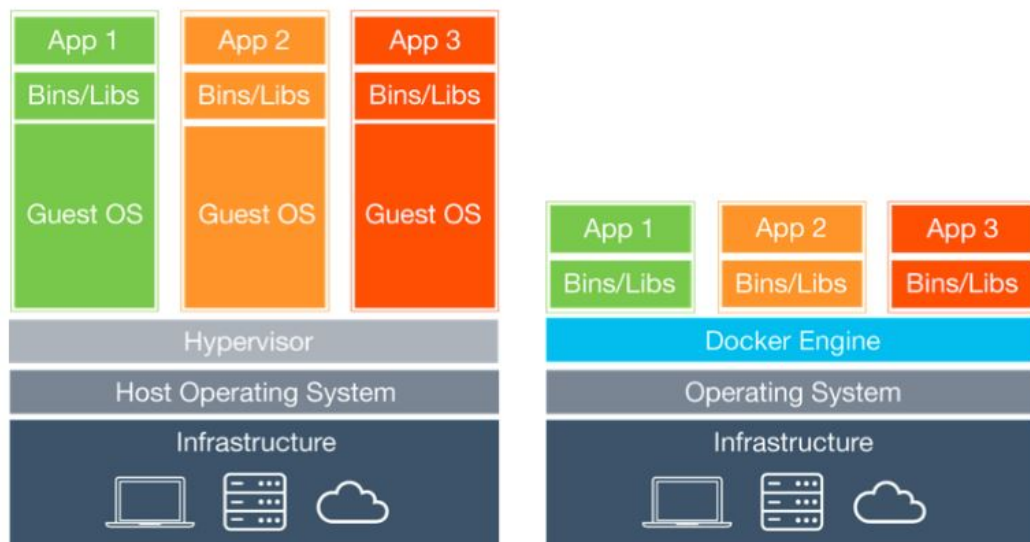 App 1
App 2
App 3
Bins/Libs
Bins/Libs
Bins/Libs
Guest OS
Guest OS
Guest OS
Hypervisor
Host Operating System
Infrastructure
App 1
App 2
App 3
Bins/Libs
Bins/Libs
Bins/Libs
Docker Engine
Operating System
Infrastructure